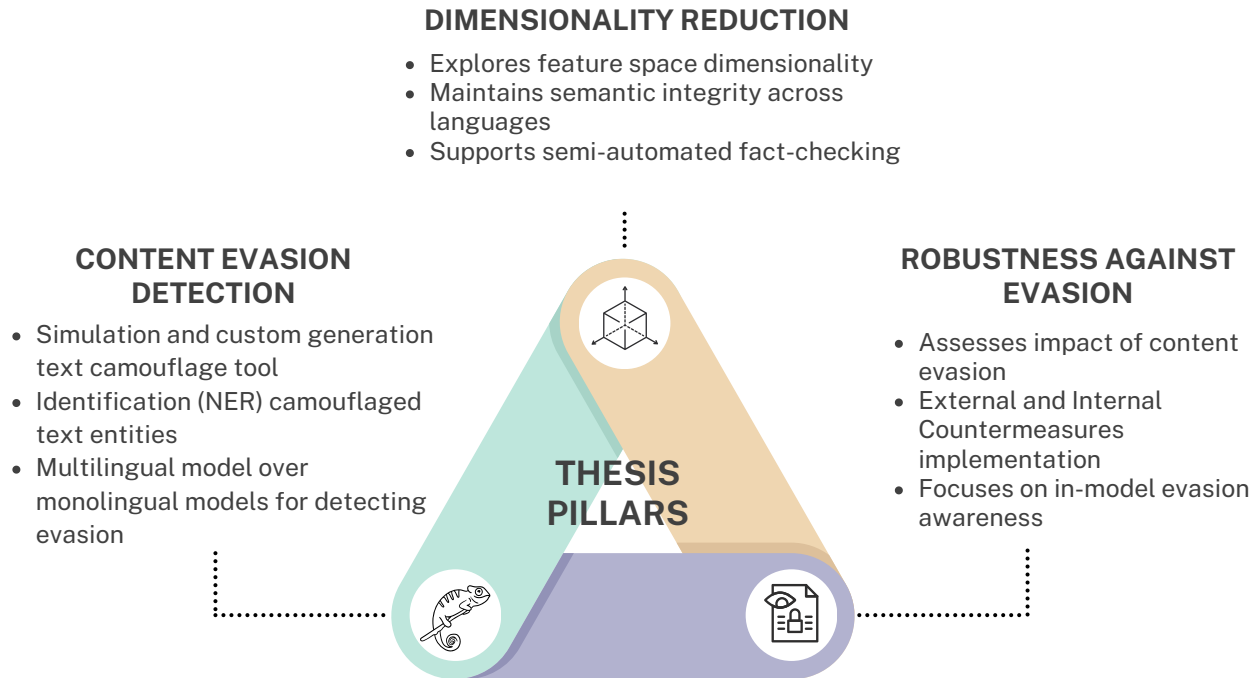 DIMENSIONALITY REDUCTION
• Explores feature space dimensionality
• Maintains semantic integrity across
languages
• Supports semi-automated fact-checking
CONTENT EVASION
DETECTION
• Simulation and custom generation
text camouflage tool
• Identification (NER) camouflaged
text entities
• Multilingual model over
monolingual models for detecting
evasion
ROBUSTNESS AGAINST
EVASION
• Assesses impact of content
evasion
• External and Internal
Countermeasures
implementation
• Focuses on in-model evasion
awareness
THESIS
PILLARS